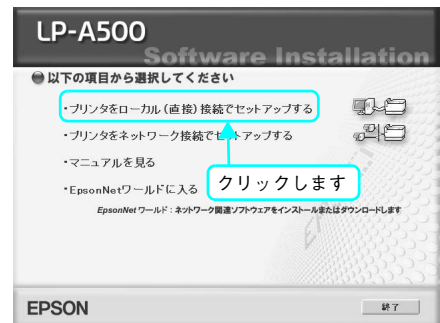 LP-A500
Software Installation
以下の項目から選択してください
・プリンタをローカル(直接)接続でセットアップする
・プリンタをネットワーク接続でセットアップする
・マニュアルを見る
・EpsonNetワールドに入る
クリックします
EpsonNet ワールド：ネットワーク関連ソフトウェアをインストールまたはダウンロードします
EPSON
終了